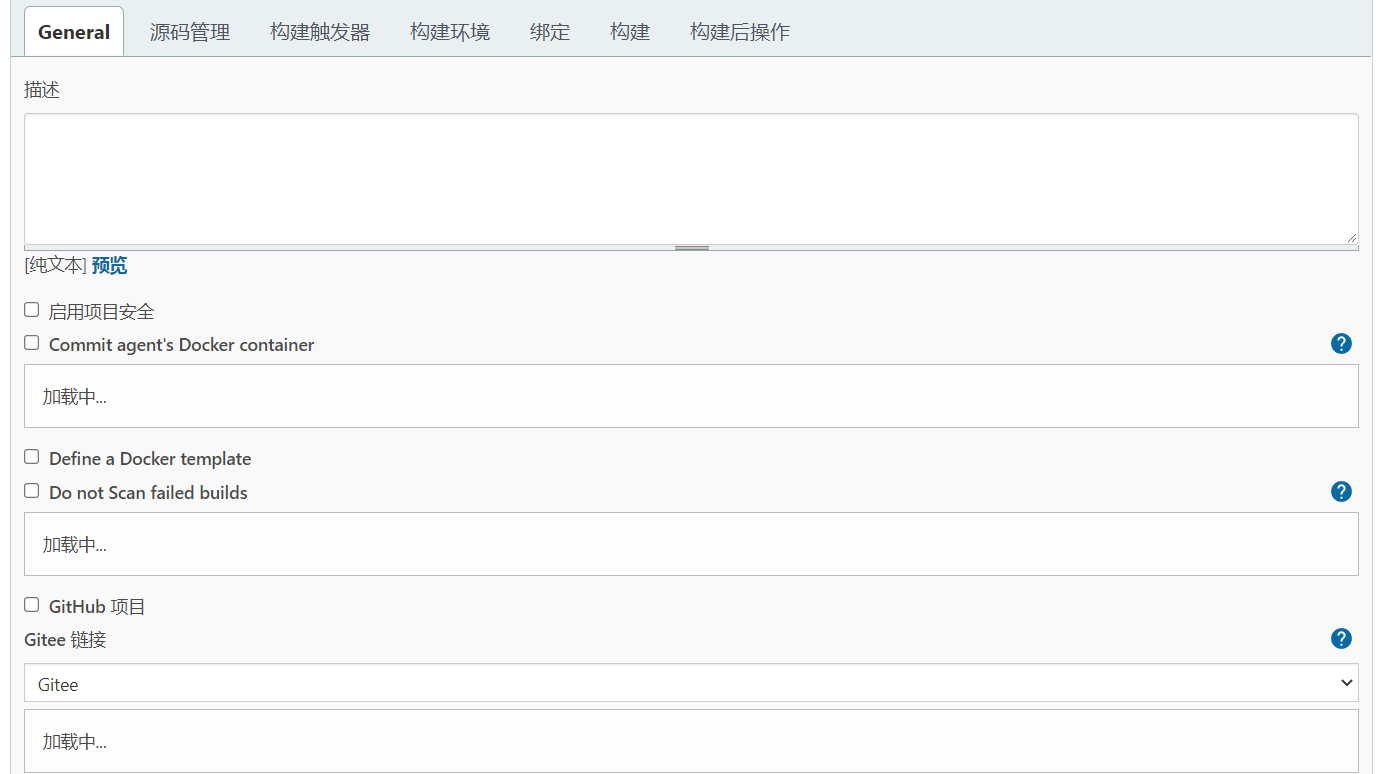 General 源码管理 构建触发器 构建环境 绑定 构建 构建后操作
描述
[纯文本] 预览
启用项目安全
Commit agent's Docker container
加载中...
Define a Docker template
Do not Scan failed builds
加载中...
GitHub 项目
Gitee 链接
Gitee
加载中...